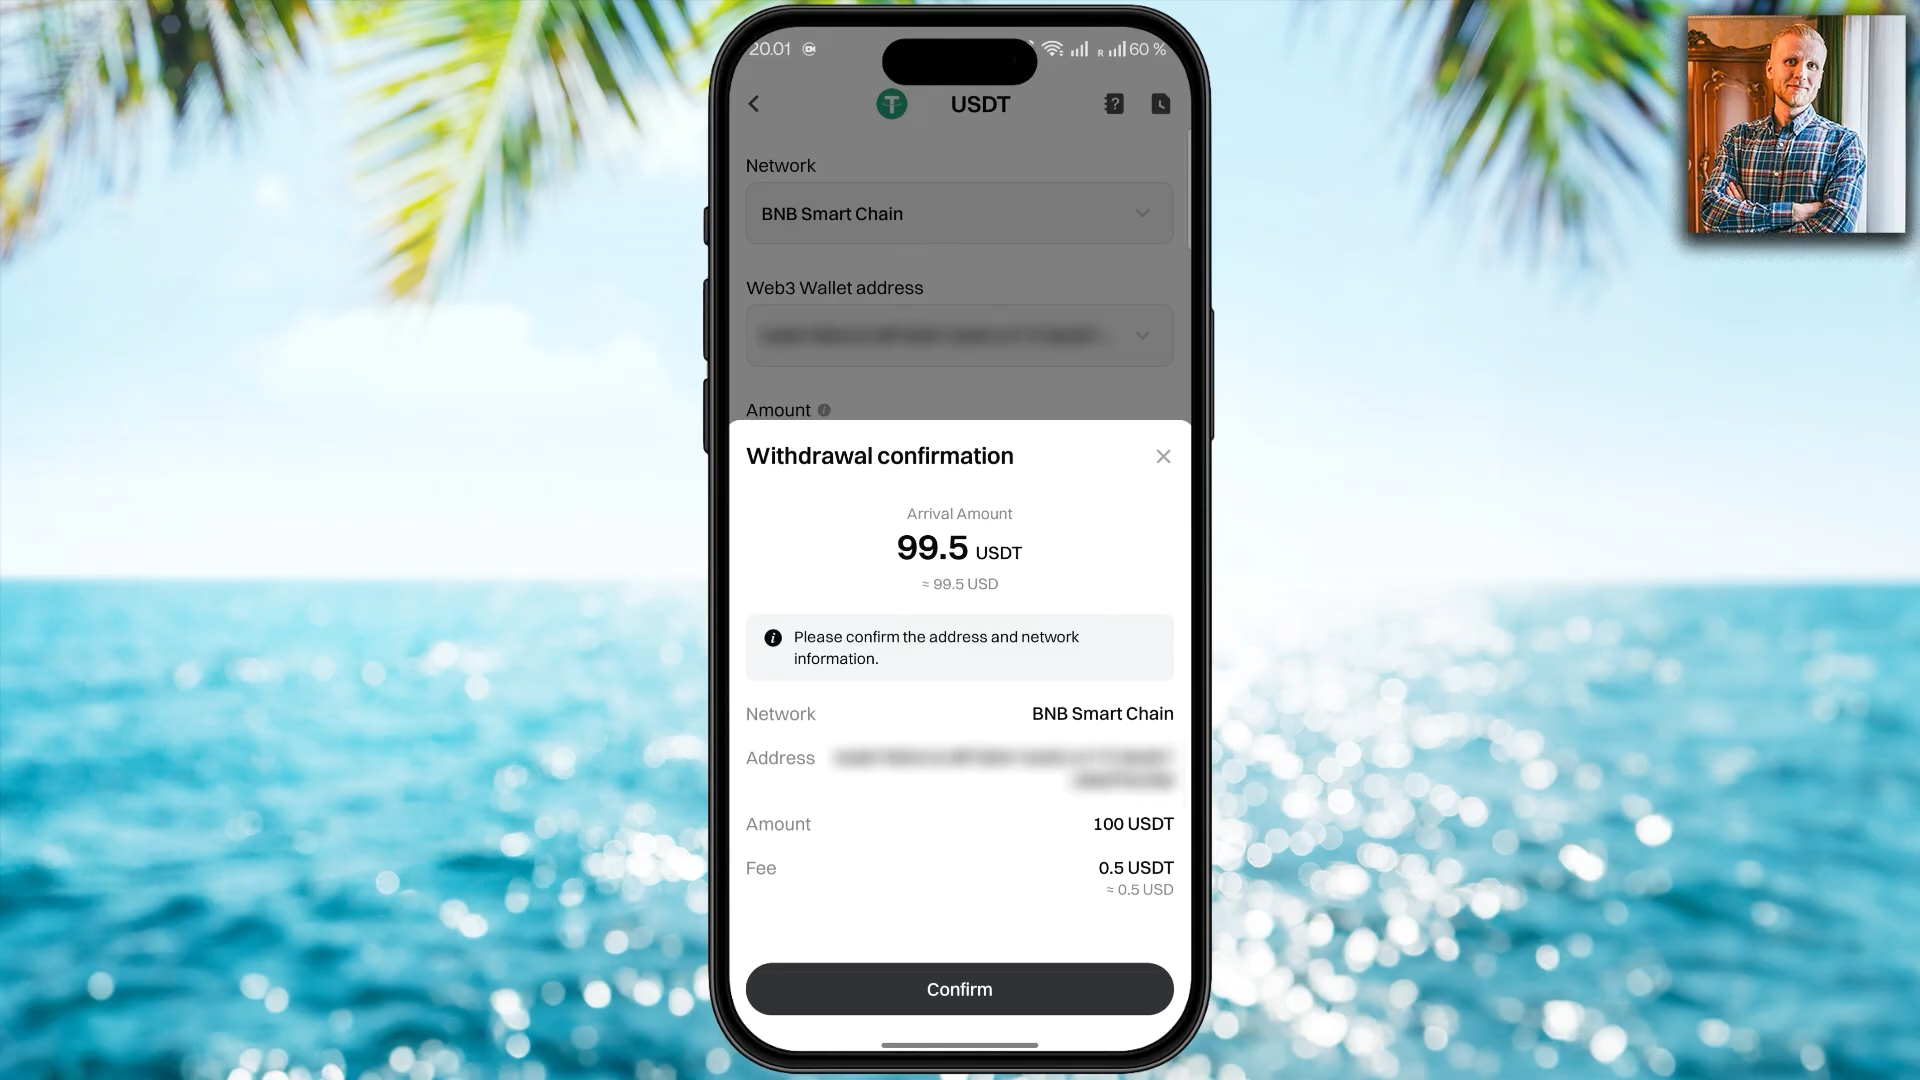 20.01
R
60 %
USDT
Network
BNB Smart Chain
Web3 Wallet address
Amount
Withdrawal confirmation
Arrival Amount
99.5 USDT
≈ 99.5 USD
Please confirm the address and network
information.
Network BNB Smart Chain
Address
Amount 100 USDT
Fee 0.5 USDT
≈ 0.5 USD
Confirm